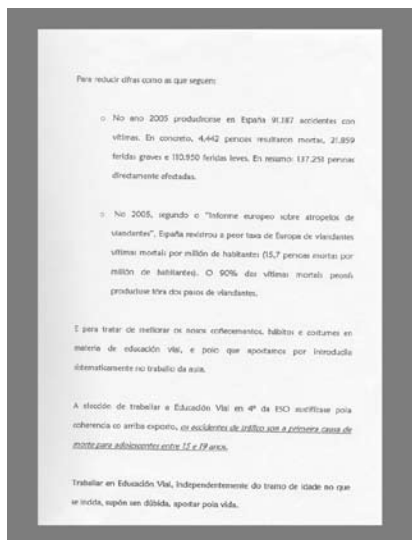 Para reducir cifras como as que seguen:
o No ano 2005 producíronse en España 91.187 accidentes con
vítimas. En concreto, 4.442 persoas resultaron mortas, 21.859
feridas graves e 110.950 feridas leves. En resumo: 137.251 persoas
directamente afectadas.
o No 2005, segundo o "Informe europeo sobre atropelos de
viandantes", España rexistrou a peor taxa de Europa de viandantes
vítimas mortais por millón de habitantes (15,7 persoas mortas por
millón de habitantes). O 90% das vítimas mortais peonís
producíuse fóra dos pasos de viandantes.
É para tratar de mellorar os nosos coñecementos, hábitos e costumes en
materia de educación vial, e polo que apostamos por introducila
sistematicamente no traballo da aula.
A elección de traballar a Educación Vial en 4º da ESO xustifícase pola
coherencia co arriba exposto, os accidentes de tráfico son a primeira causa de
morte para adolescentes entre 15 e 19 anos.
Traballar en Educación Vial, independentemente do tramo de idade no que
se incida, supón sen dúbida, apostar pola vida.